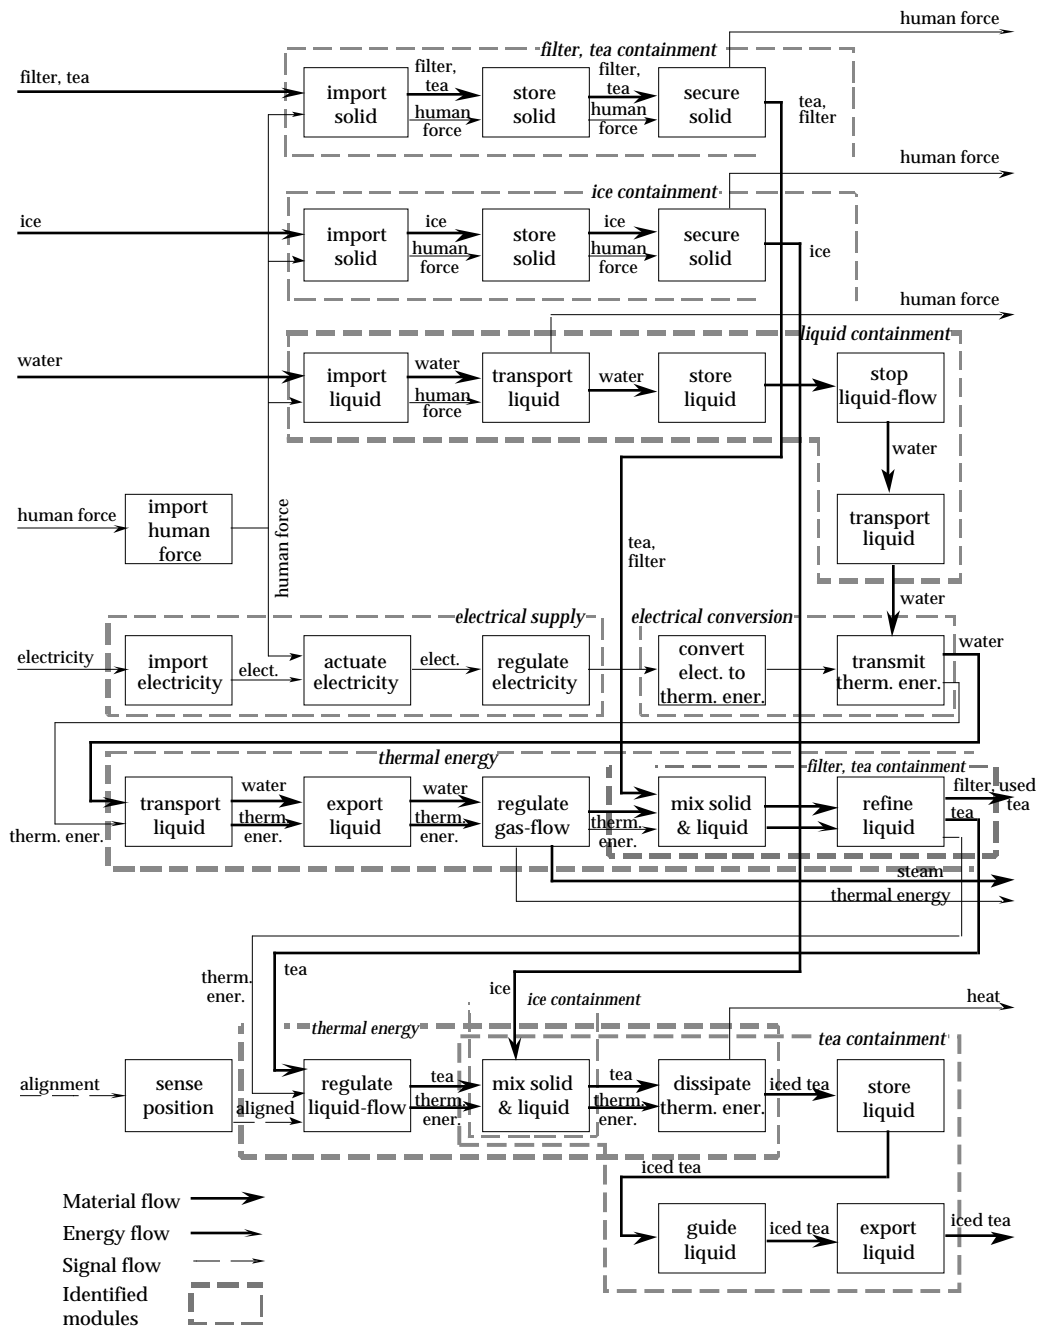 human force
filter, tea containment
filter, tea
filter,
tea
filter,
tea
import
solid
store
solid
secure
solid
tea,
filter
human
force
human
force
human force
ice containment
ice
ice
ice
import
solid
store
solid
secure
solid
ice
human
force
human
force
human force
liquid containment
water
water
water
import
liquid
transport
liquid
store
liquid
stop
liquid-flow
human
force
water
human force
import
human
force
human force
tea,
filter
transport
liquid
water
electrical supply
electrical conversion
electricity
import
electricity
elect.
actuate
electricity
elect.
regulate
electricity
convert
elect. to
therm. ener.
transmit
therm. ener.
water
thermal energy
filter, tea containment
therm. ener.
transport
liquid
water
therm.
ener.
export
liquid
water
therm.
ener.
regulate
gas-flow
therm.
ener.
mix solid
& liquid
refine
liquid
filter, used
tea
tea
steam
thermal energy
therm.
ener.
tea
ice
ice containment
heat
thermal energy
tea containment
alignment
sense
position
aligned
regulate
liquid-flow
tea
therm.
ener.
mix solid
& liquid
tea
therm.
ener.
dissipate
therm. ener.
iced tea
store
liquid
iced tea
guide
liquid
iced tea
export
liquid
iced tea
Material flow
Energy flow
Signal flow
Identified
modules